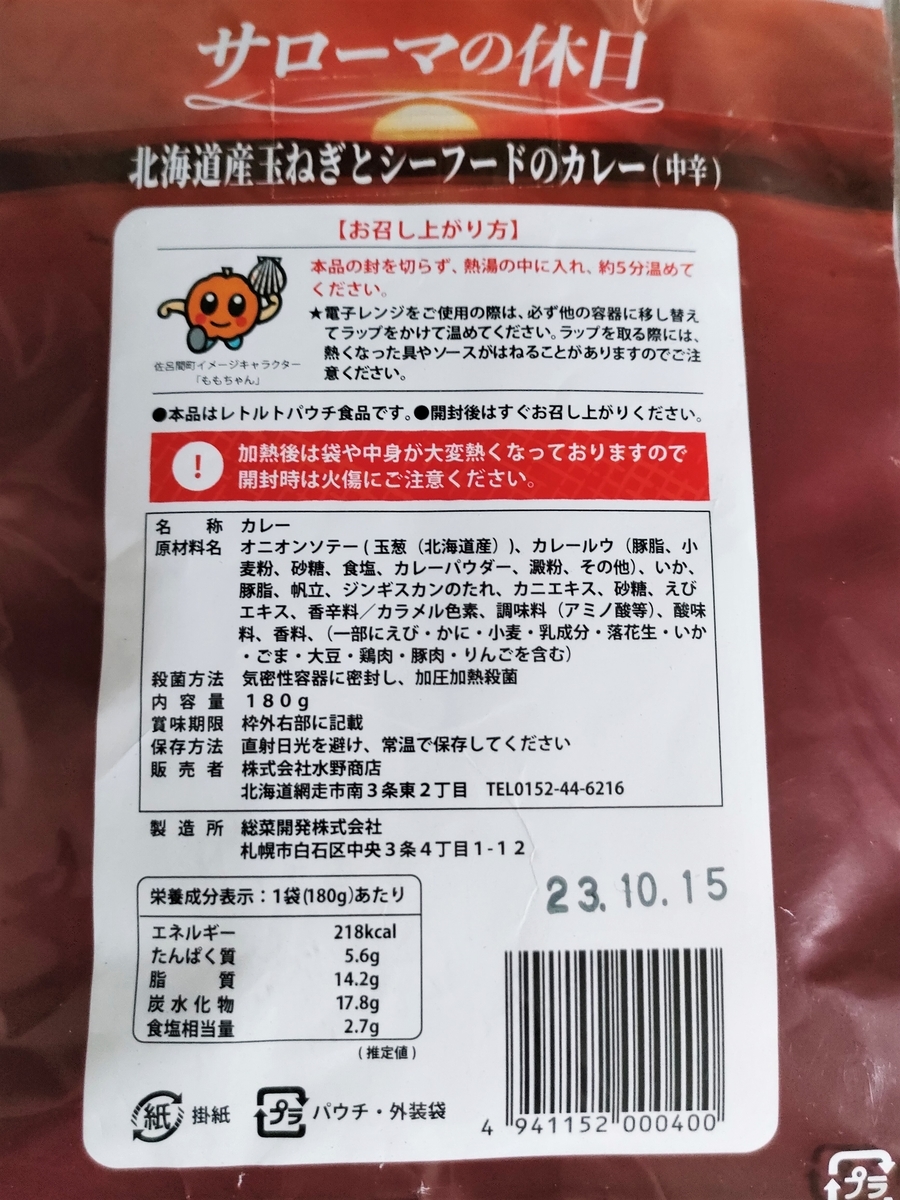 サローマの休日
北海道産玉ねぎとシーフードのカレー(中辛)
【お召し上がり方】
本品の封を切らず、熱湯の中に入れ、約5分温めて
ください。
★電子レンジをご使用の際は、必ず他の容器に移し替え
てラップをかけて温めてください。ラップを取る際には、
熱くなった具やソースがはねることがありますのでご注
意ください。
佐呂間町イメージキャラクター
「ももちゃん」
●本品はレトルトパウチ食品です。●開封後はすぐお召し上がりください。
! 加熱後は袋や中身が大変熱くなっておりますので
開封時は火傷にご注意ください。
名 称 カレー
原材料名 オニオンソテー(玉葱(北海道産))、カレールウ(豚脂、小
麦粉、砂糖、食塩、カレーパウダー、澱粉、その他)、いか、
豚脂、帆立、ジンギスカンのたれ、カニエキス、砂糖、えび
エキス、香辛料/カラメル色素、調味料(アミノ酸等)、酸味
料、香料、(一部にえび・かに・小麦・乳成分・落花生・いか
・ごま・大豆・鶏肉・豚肉・りんごを含む)
殺菌方法 気密性容器に密封し、加圧加熱殺菌
内容量 180g
賞味期限 枠外右部に記載
保存方法 直射日光を避け、常温で保存してください
販売者 株式会社水野商店
北海道網走市南3条東2丁目 TEL0152-44-6216
製造所 総菜開発株式会社
札幌市白石区中央3条4丁目1-12
23.10.15
栄養成分表示:1袋(180g)あたり
エネルギー 218kcal
たんぱく質 5.6g
脂質 14.2g
炭水化物 17.8g
食塩相当量 2.7g
(推定値)
紙 掛紙 プラ パウチ・外装袋
4 941152 000400
プラ